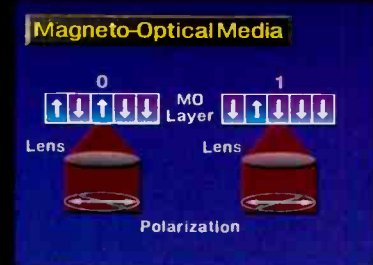 Magneto-Optical Media
0 1
MO
Layer
Lens Lens
Polarization